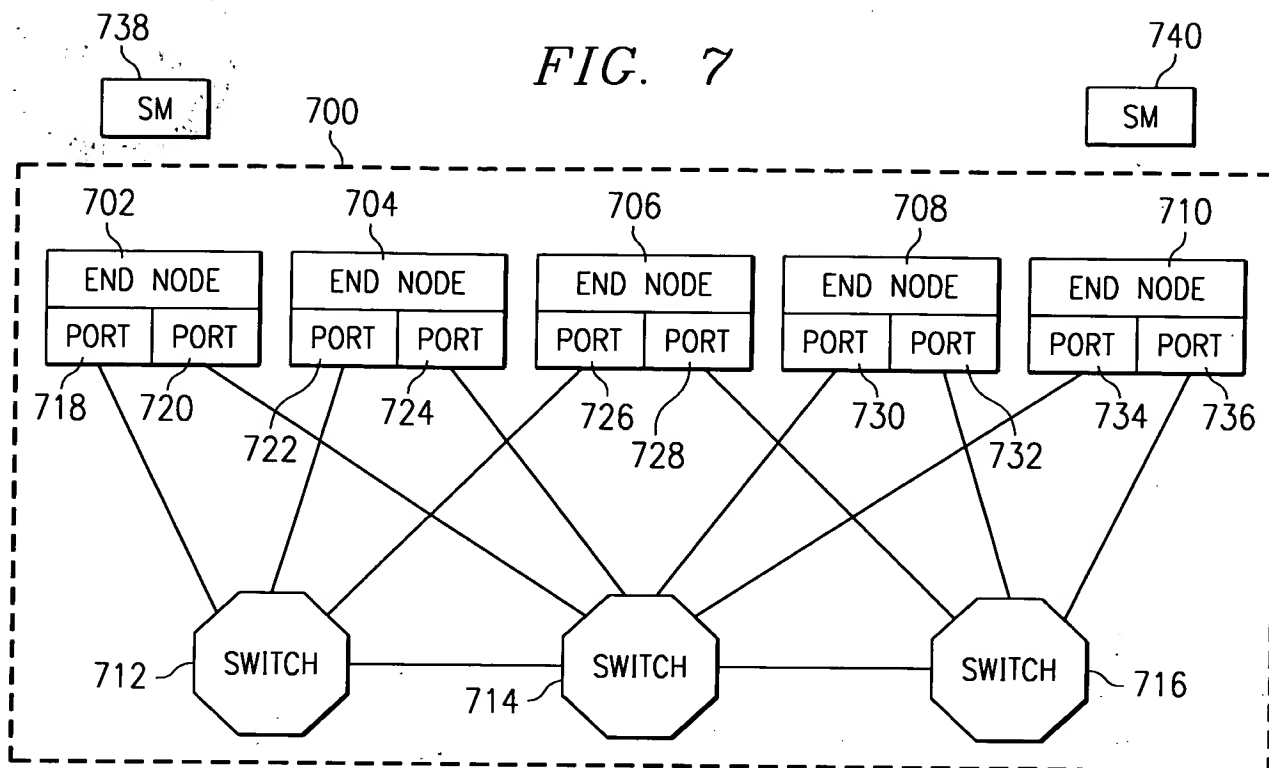 738
FIG. 7
740
SM
SM
700
702
704
706
708
710
END NODE
END NODE
END NODE
END NODE
END NODE
PORT PORT
PORT PORT
PORT PORT
PORT PORT
PORT PORT
718
720
722
724
726
728
730
732
734
736
SWITCH
SWITCH
SWITCH
712
714
716